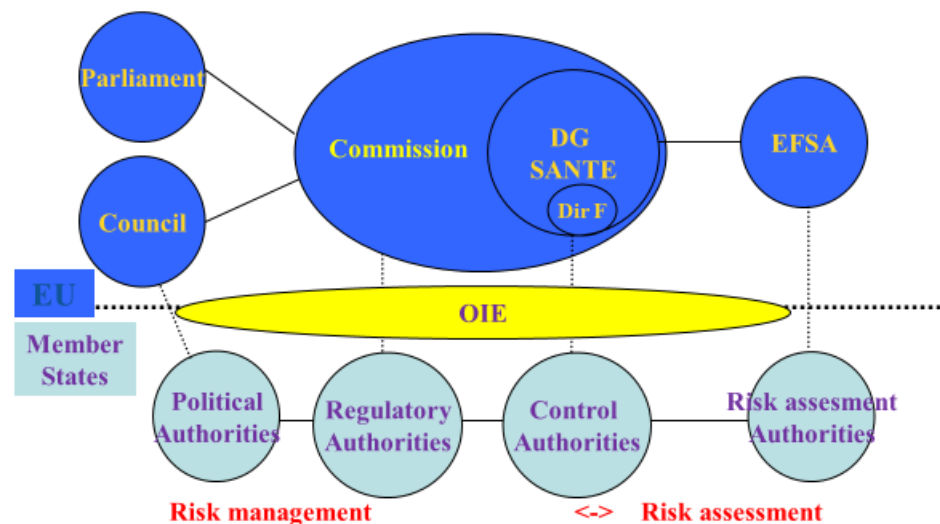 Parliament
Commission
DG
SANTE
Dir F
EFSA
Council
EU
OIE
Member
States
Political
Authorities
Regulatory
Authorities
Control
Authorities
Risk assesment
Authorities
Risk management
<-> Risk assessment